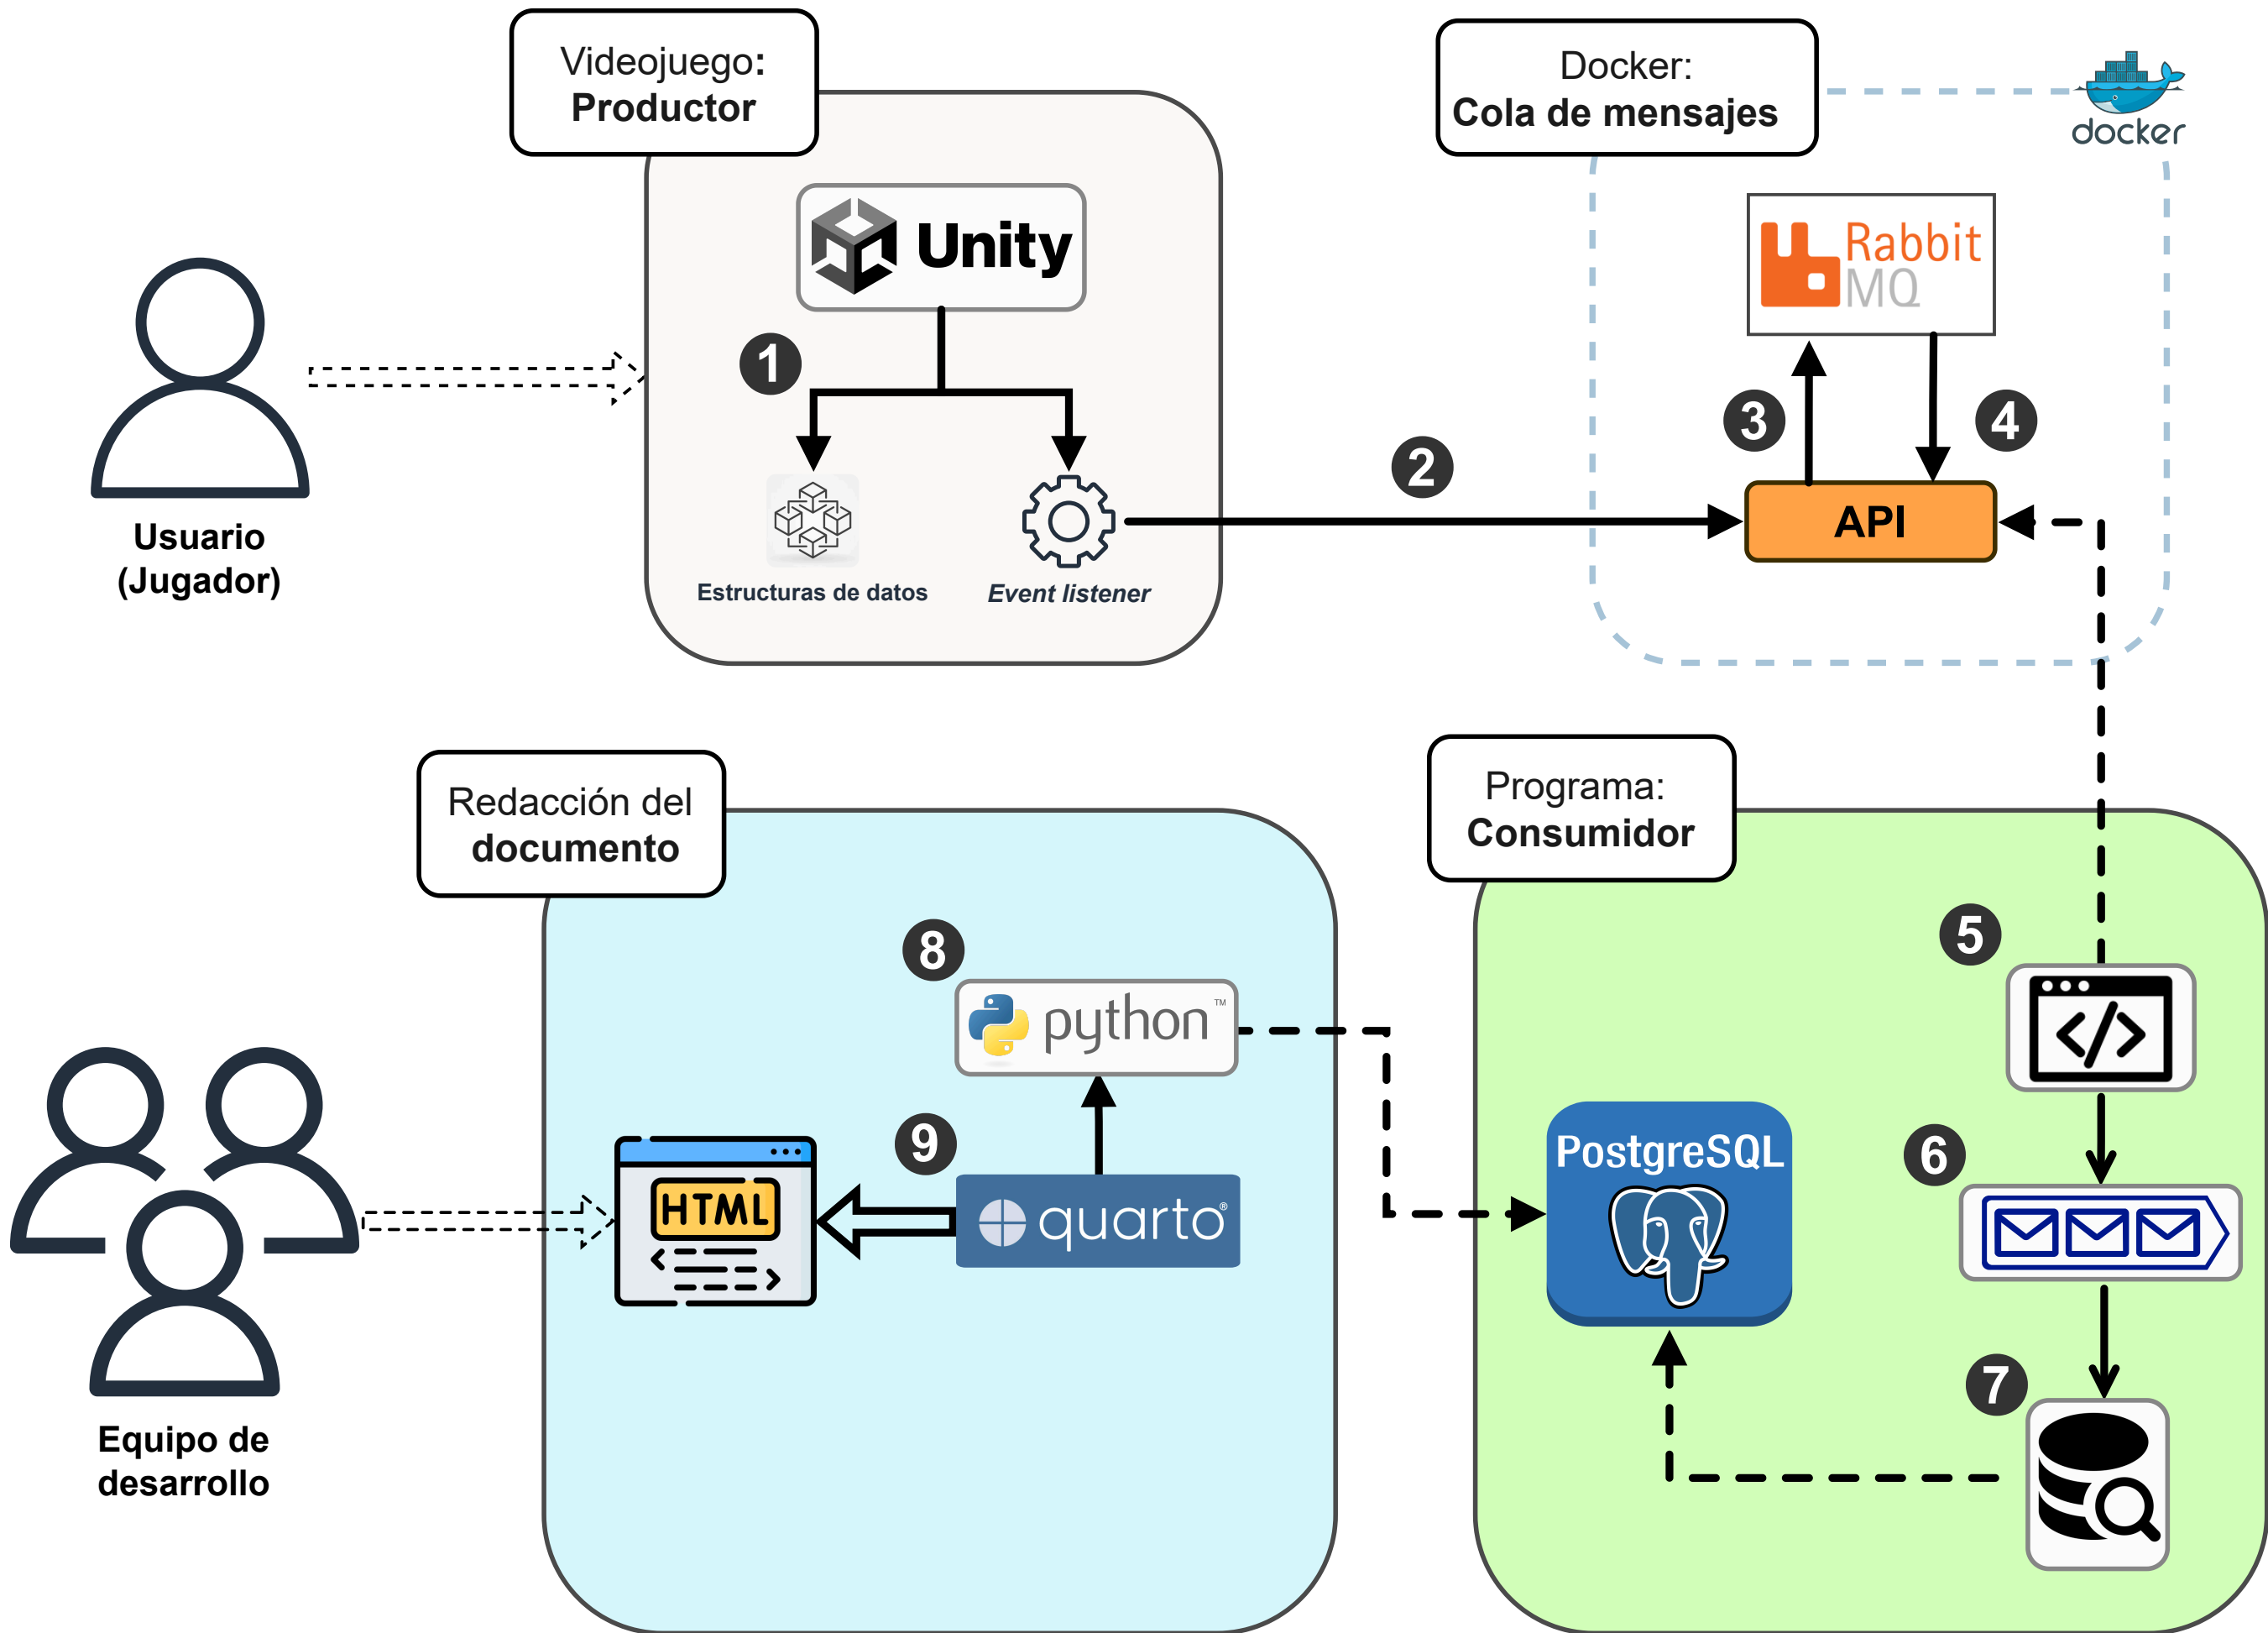 Videojuego:
Productor
Docker:
Cola de mensajes
docker
Unity
Rabbit
MQ
1
2
3
4
API
Usuario
(Jugador)
Estructuras de datos
Event listener
Redacción del
documento
Programa:
Consumidor
8
python™
5
9
HTML
quarto®
PostgreSQL
6
7
Equipo de
desarrollo